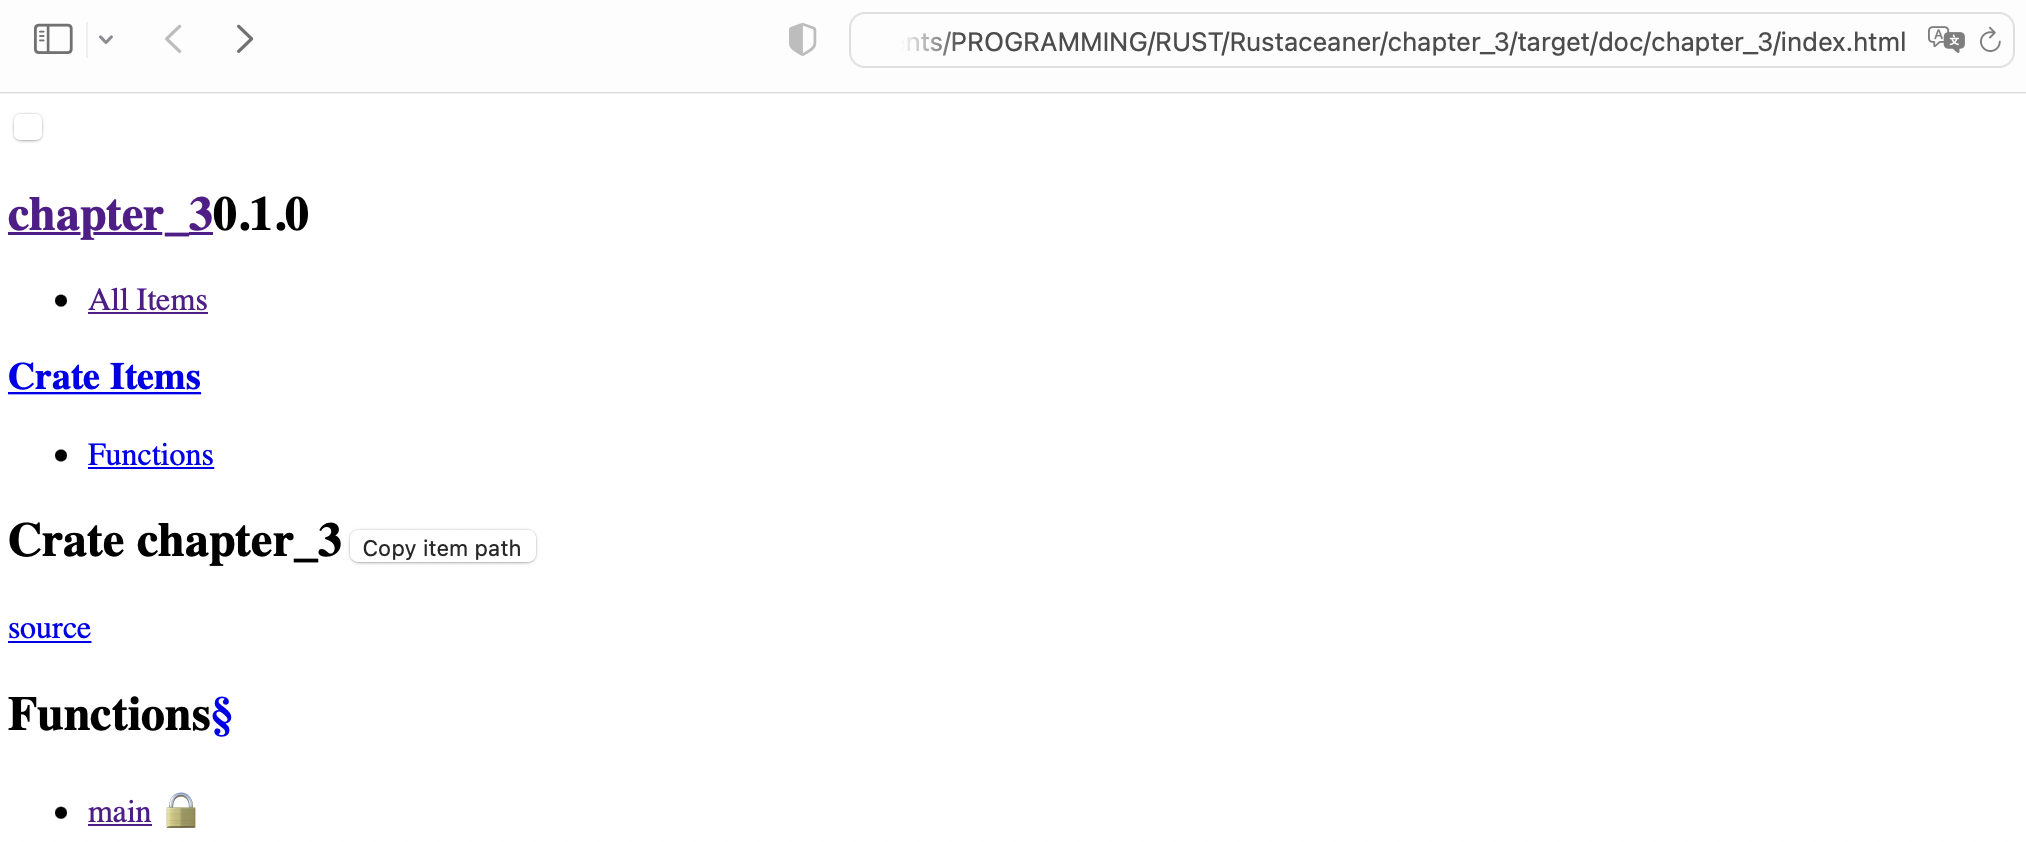 nts/PROGRAMMING/RUST/Rustaceaner/chapter_3/target/doc/chapter_3/index.html
chapter_30.1.0
All Items
Crate Items
Functions
Crate chapter_3 Copy item path
source
Functions§
main